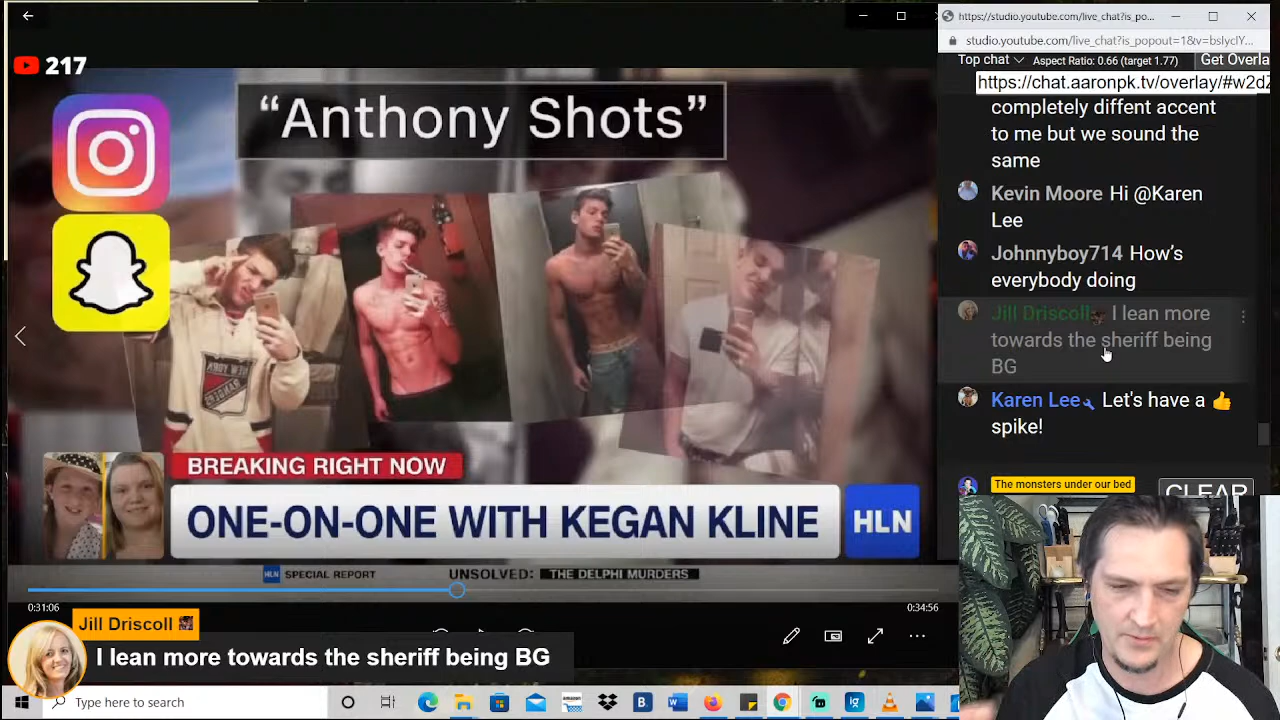 217
"Anthony Shots"
BREAKING RIGHT NOW
ONE-ON-ONE WITH KEGAN KLINE
HLN
HLN SPECIAL REPORT
UNSOLVED: THE DELPHI MURDERS
0:31:06
0:34:56
Jill Driscoll
I lean more towards the sheriff being BG
Type here to search
https://studio.youtube.com/live_chat?is_po...
studio.youtube.com/live_chat?is_popout=1&v=bslyclY...
Top chat
Aspect Ratio: 0.66 (target 1.77)
Get Overla
https://chat.aaronpk.tv/overlay/#w2dZ
completely diffent accent
to me but we sound the
same
Kevin Moore Hi @Karen
Lee
Johnnyboy714 How's
everybody doing
Jill Driscoll I lean more
towards the sheriff being
BG
Karen Lee Let's have a 👍
spike!
The monsters under our bed
CLEAR